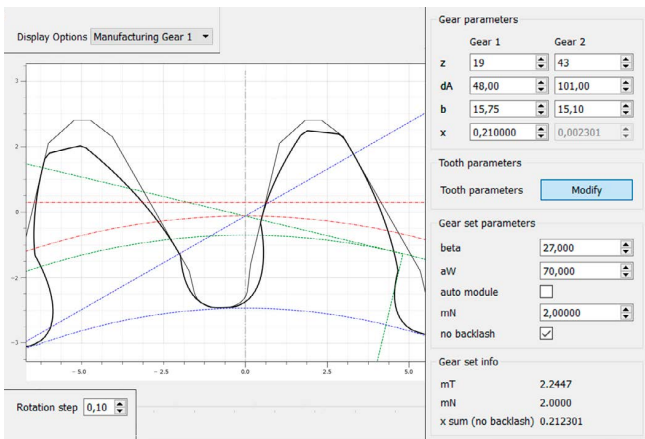 Display Options Manufacturing Gear 1
3
2
0
-2
-3
- 5.0
- 2.5
0.0
2.5
5.0
Rotation step 0,10
Gear parameters
Gear 1 Gear 2
z 19 43
dA 48,00 101,00
b 15,75 15,10
x 0,210000 0,002301
Tooth parameters
Tooth parameters Modify
Gear set parameters
beta 27,000
aW 70,000
auto module
mN 2,00000
no backlash
Gear set info
mT 2.2447
mN 2.0000
x sum (no backlash) 0.212301